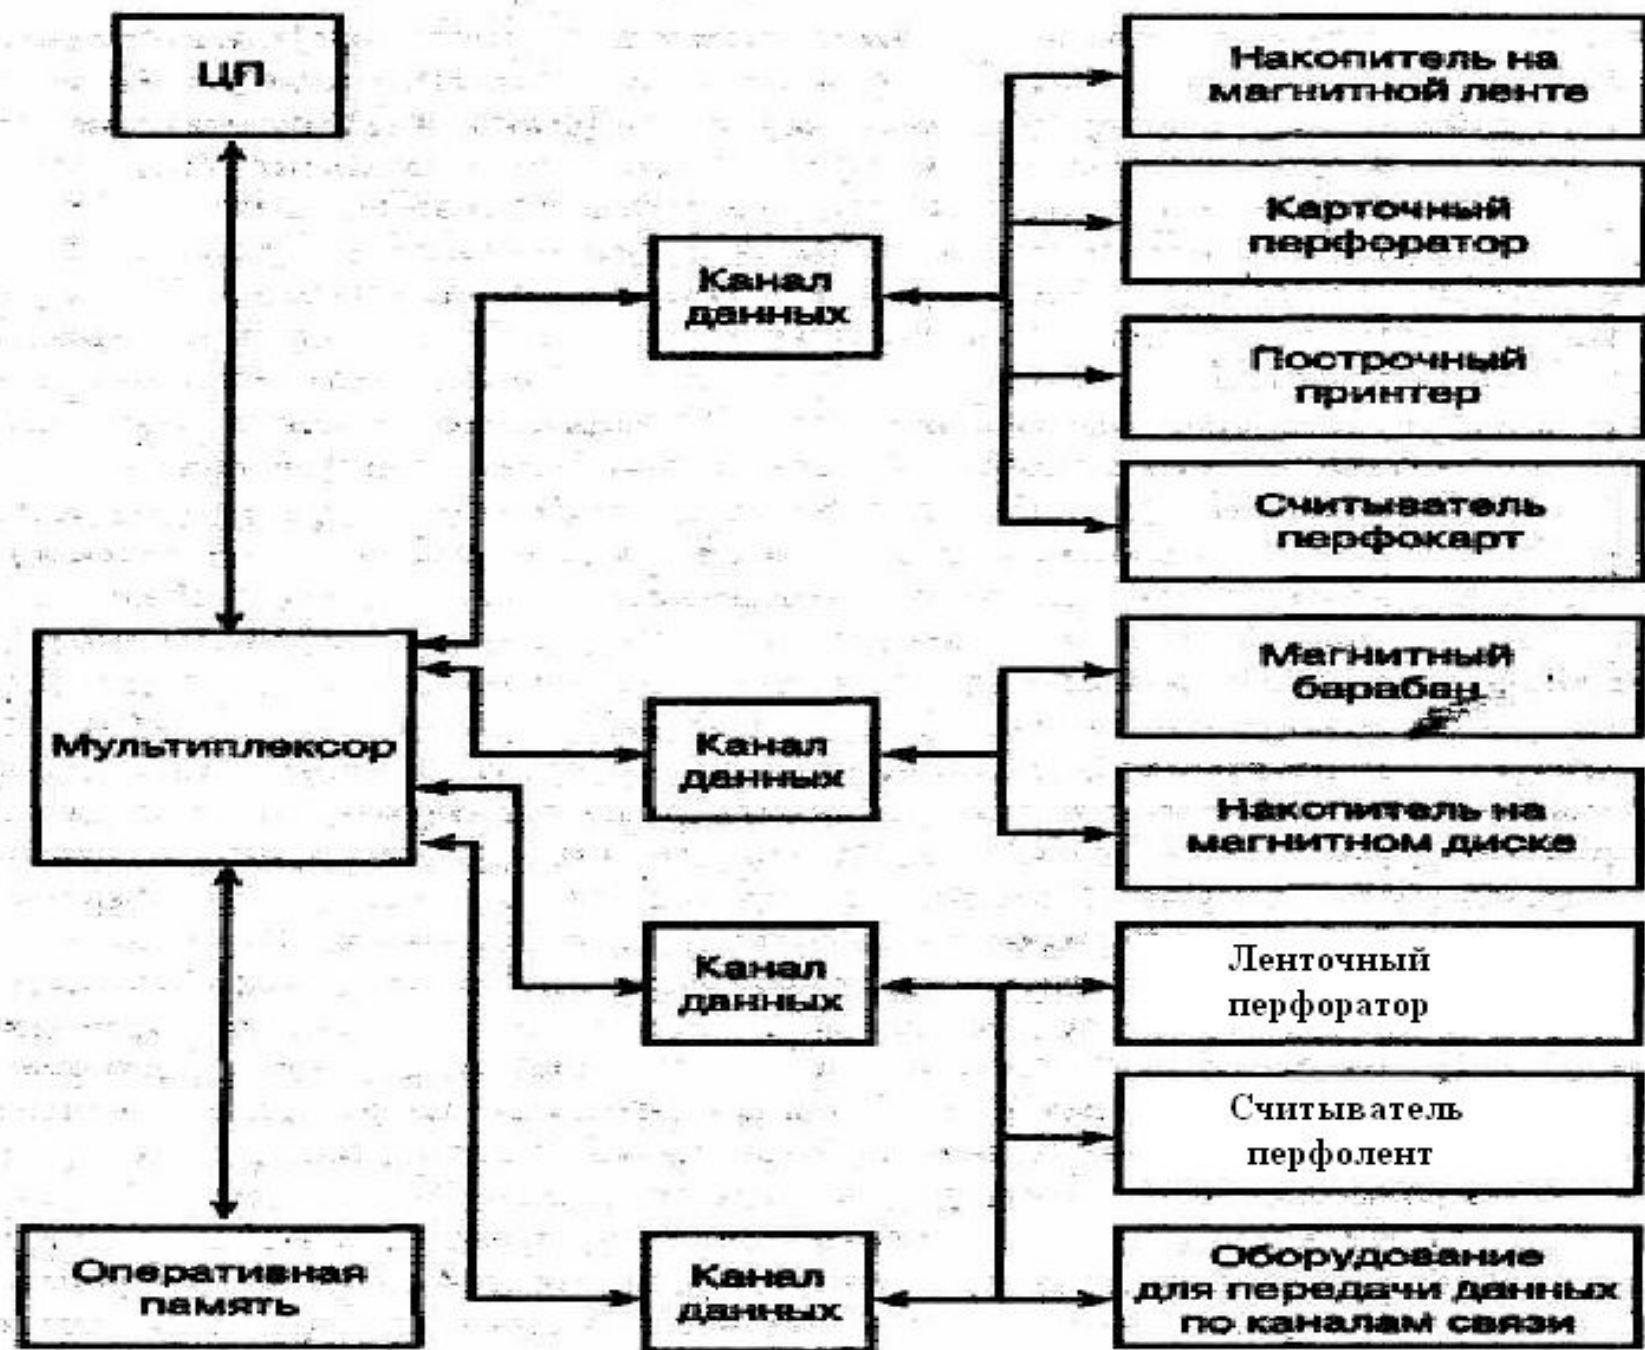 ЦП
Накопитель на
магнитной ленте
Карточный
перфоратор
Канал
данных
Построчный
принтер
Считыватель
перфокарт
Магнитный
барабан.
Мультиплексор
Канал
данных
Накопитель на
магнитном диске
Канал
данных
Ленточный
перфоратор
Считыватель
перфолент
Оперативная
память
Канал
данных
Оборудование
для передачи данных
по каналам связи